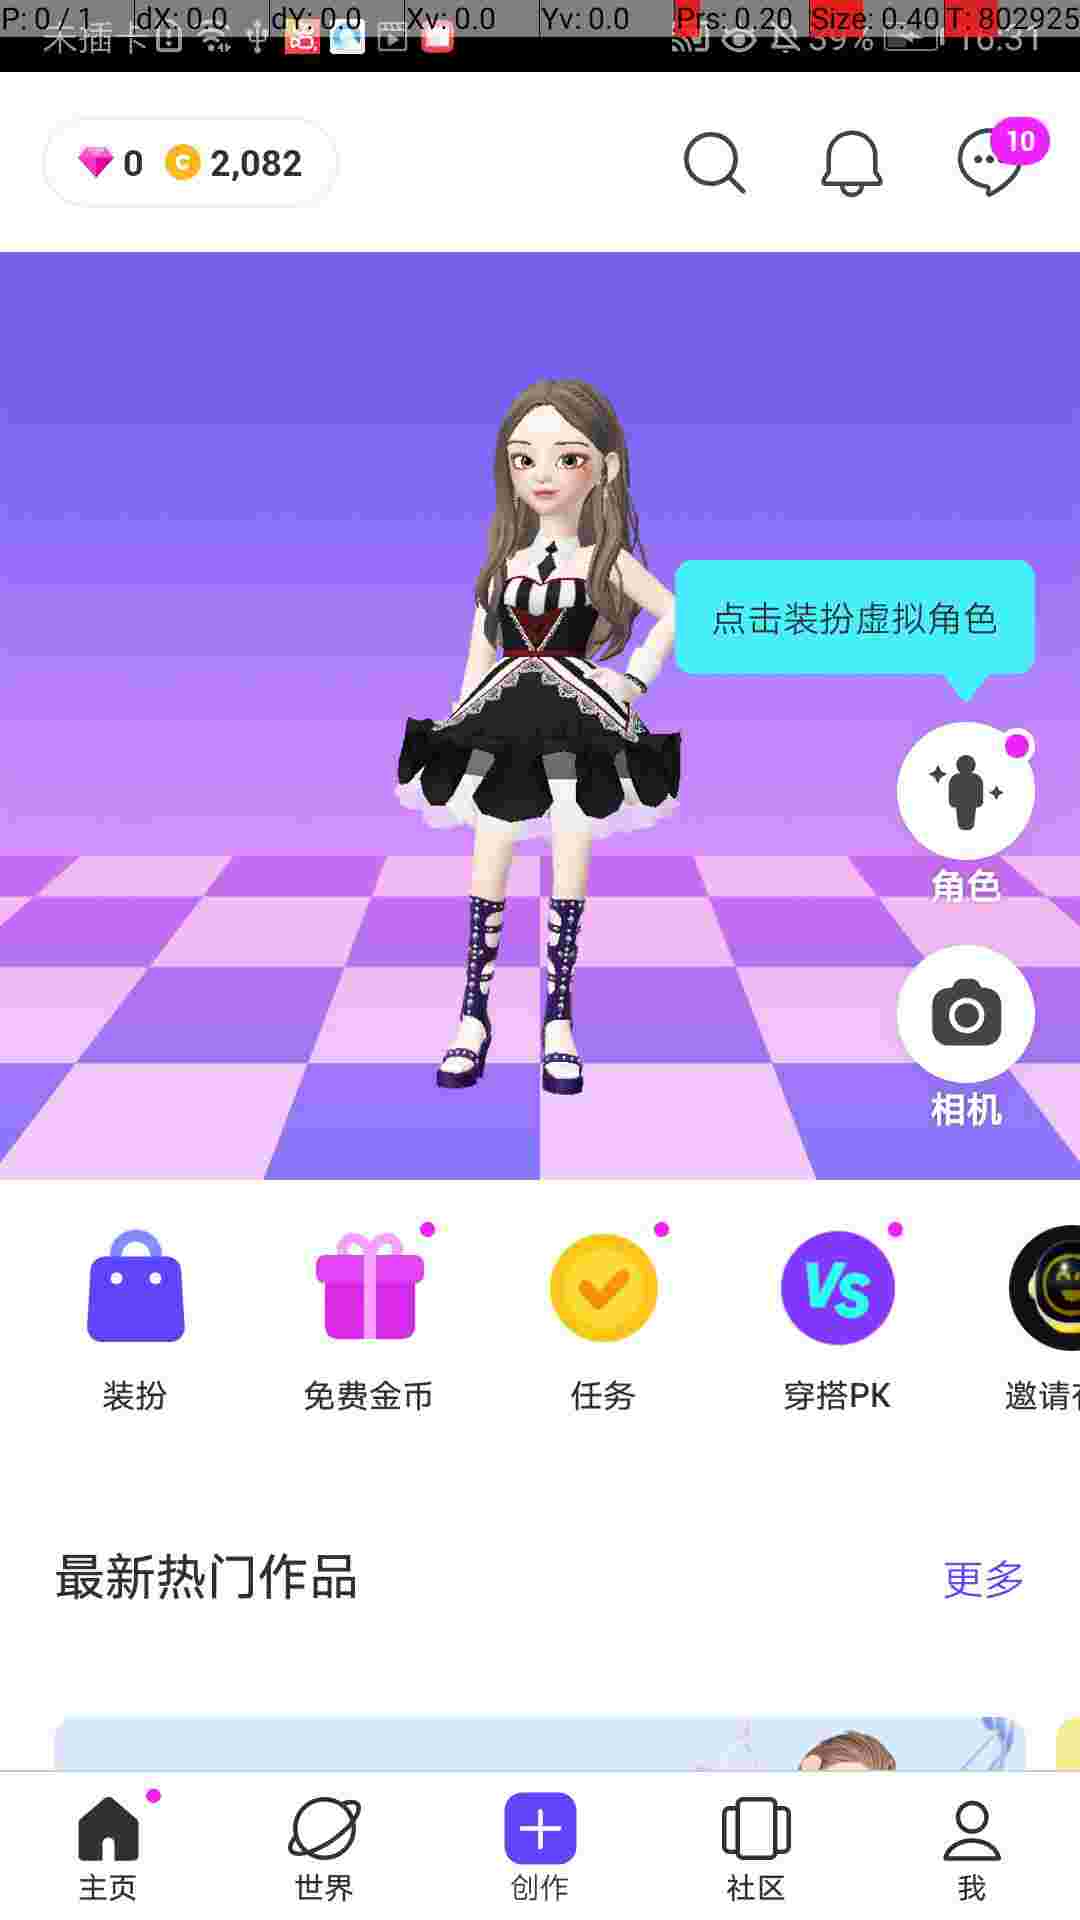 P: 0 / 1 dX: 0.0 dY: 0.0 Xv: 0.0 Yv: 0.0 Prs: 0.20 Size: 0.40 T: 802925
未插卡 39% 16:31
0 2,082 10
点击装扮虚拟角色
角色
相机
VS
装扮 免费金币 任务 穿搭PK 邀请
最新热门作品 更多
主页 世界 创作 社区 我